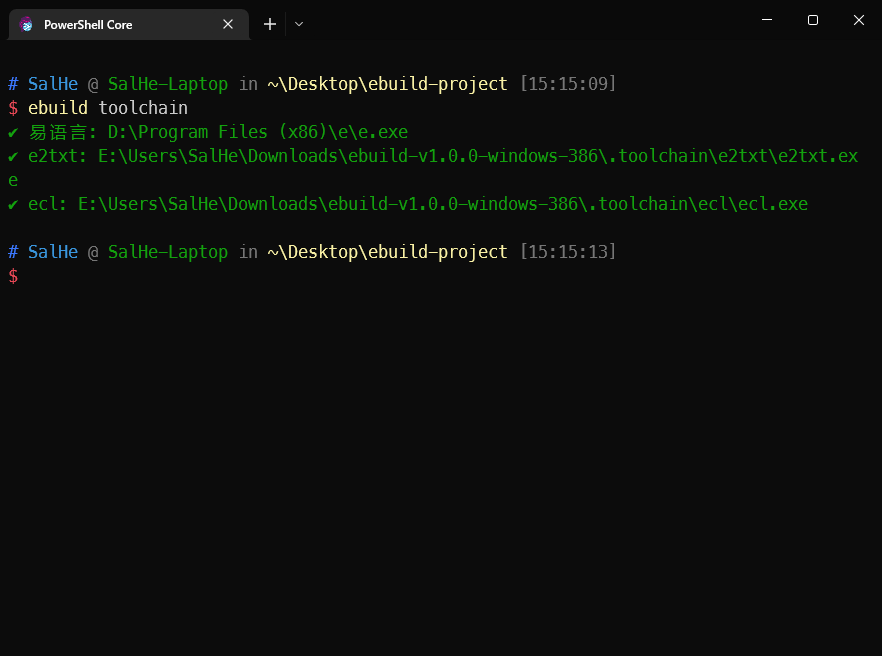 PowerShell Core
# SalHe @ SalHe-Laptop in ~\Desktop\ebuild-project [15:15:09]
$ ebuild toolchain
✔ 易语言: D:\Program Files (x86)\e\e.exe
✔ e2txt: E:\Users\SalHe\Downloads\ebuild-v1.0.0-windows-386\.toolchain\e2txt\e2txt.ex
e
✔ ecl: E:\Users\SalHe\Downloads\ebuild-v1.0.0-windows-386\.toolchain\ecl\ecl.exe
# SalHe @ SalHe-Laptop in ~\Desktop\ebuild-project [15:15:13]
$